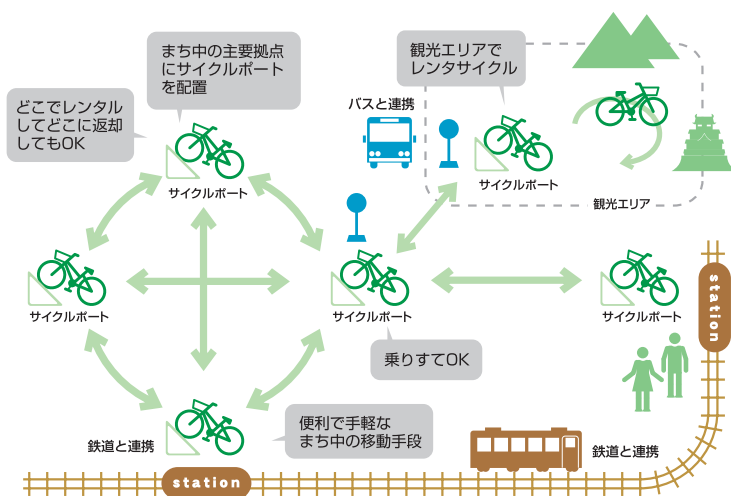 まち中の主要拠点
にサイクルポート
を配置
観光エリアで
レンタサイクル
どこでレンタル
してどこに返却
してもOK
バスと連携
サイクルポート
サイクルポート
観光エリア
サイクルポート
サイクルポート
サイクルポート
station
乗りすてOK
便利で手軽な
まち中の移動手段
鉄道と連携
鉄道と連携
station